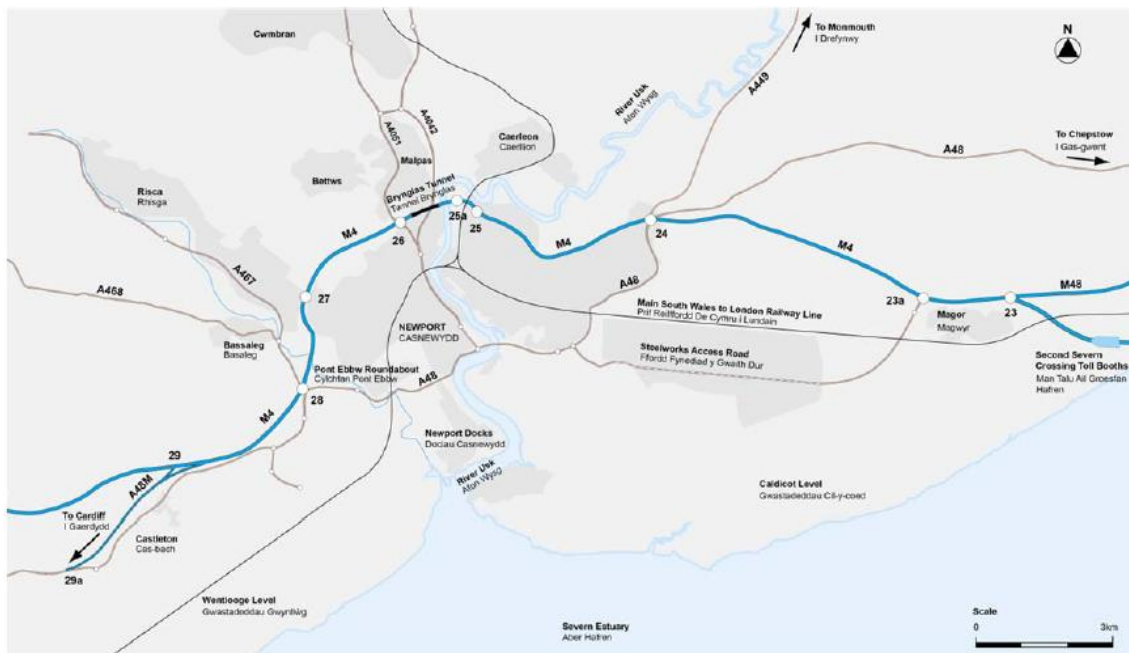 Cwmbran
To Monmouth
I Drefynwy
N
A449
River Usk
Afon Wysg
A4051
A4042
Caerleon
Caerllion
To Chepstow
I Gas-gwent
A48
Malpas
Bettws
Brynglas Tunnel
Twnnel Brynglas
Risca
Rhisga
25a
25
26
24
M4
M4
M4
A467
A48
A468
27
23a
M48
23
Main South Wales to London Railway Line
Prif Reilffordd De Cymru i Lundain
Magor
Magwyr
NEWPORT
CASNEWYDD
Bassaleg
Basaleg
Steelworks Access Road
Ffordd Fynediad y Gwaith Dur
Second Severn
Crossing Toll Booths
Man Talu Ail Groesfan
Hafren
Pont Ebbw Roundabout
Cylchfan Pont Ebbw
A48
28
M4
Newport Docks
Dociau Casnewydd
29
River Usk
Afon Wysg
A48M
Caldicot Level
Gwastadeddau Cil-y-coed
To Cardiff
I Gaerdydd
Castleton
Cas-bach
29a
Wentlooge Level
Gwastadeddau Gwynllwg
Severn Estuary
Aber Hafren
Scale
0 3km